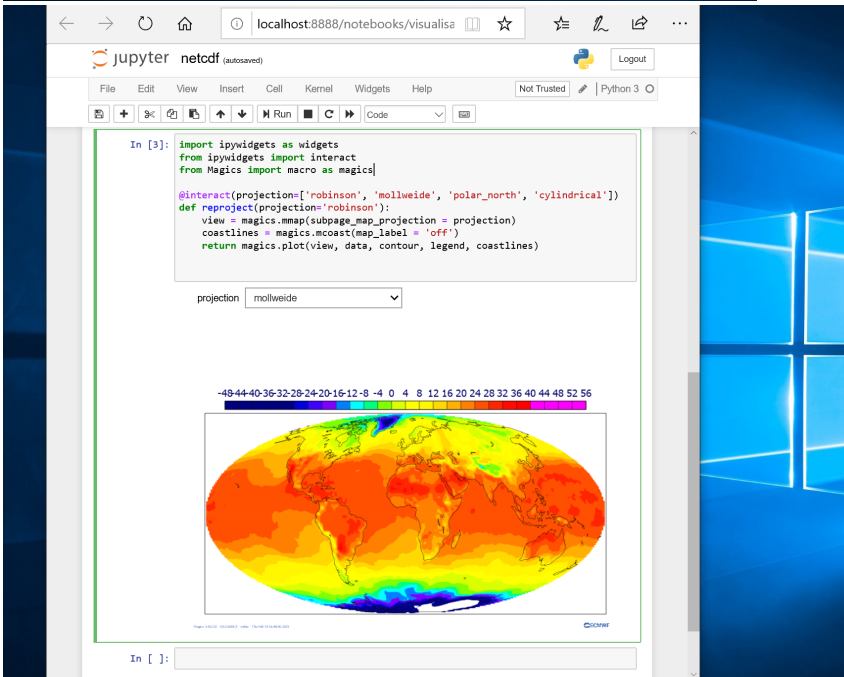 localhost:8888/notebooks/visualisa
jupyter netcdf (autosaved)
Logout
File Edit View Insert Cell Kernel Widgets Help
Not Trusted Python 3
Run Code
In [3]: import ipywidgets as widgets
from ipywidgets import interact
from Magics import macro as magics
@interact(projection=['robinson', 'mollweide', 'polar_north', 'cylindrical'])
def reproject(projection='robinson'):
view = magics.mmap(subpage_map_projection = projection)
coastlines = magics.mcoast(map_label = 'off')
return magics.plot(view, data, contour, legend, coastlines)
projection mollweide
-48-44-40-36-32-28-24-20-16-12-8 -4 0 4 8 12 16 20 24 28 32 36 40 44 48 52 56
ECMWF
In [ ]: